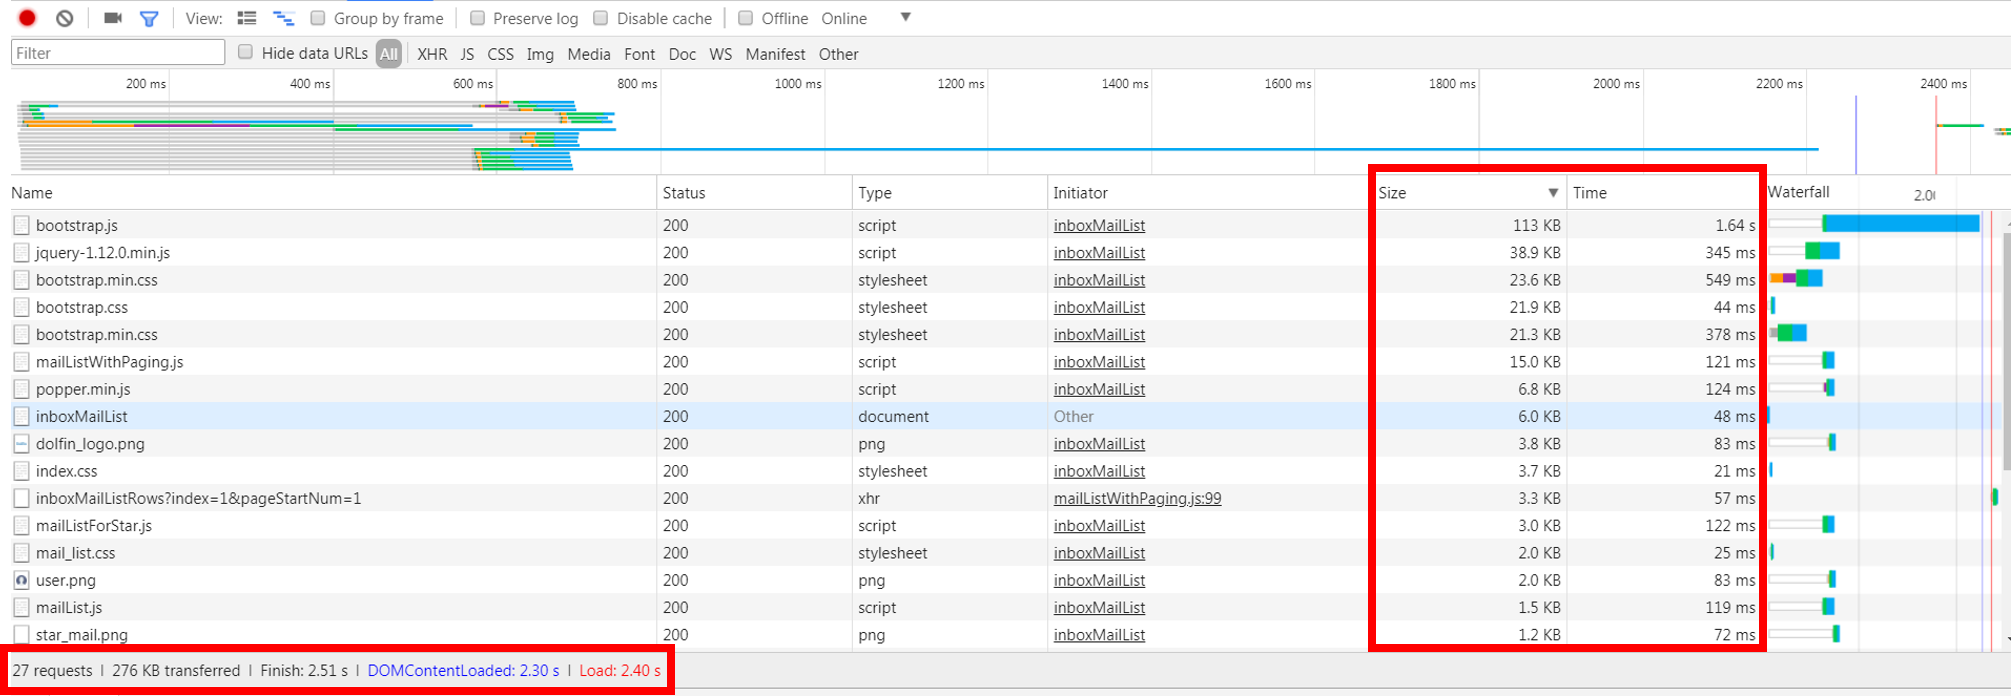 View: Group by frame Preserve log Disable cache Offline Online
Filter Hide data URLs All XHR JS CSS Img Media Font Doc WS Manifest Other
200 ms 400 ms 600 ms 800 ms 1000 ms 1200 ms 1400 ms 1600 ms 1800 ms 2000 ms 2200 ms 2400 ms
Name Status Type Initiator Size Time Waterfall
bootstrap.js 200 script inboxMailList 113 KB 1.64 s
jquery-1.12.0.min.js 200 script inboxMailList 38.9 KB 345 ms
bootstrap.min.css 200 stylesheet inboxMailList 23.6 KB 549 ms
bootstrap.css 200 stylesheet inboxMailList 21.9 KB 44 ms
bootstrap.min.css 200 stylesheet inboxMailList 21.3 KB 378 ms
mailListWithPaging.js 200 script inboxMailList 15.0 KB 121 ms
popper.min.js 200 script inboxMailList 6.8 KB 124 ms
inboxMailList 200 document Other 6.0 KB 48 ms
dolfin_logo.png 200 png inboxMailList 3.8 KB 83 ms
index.css 200 stylesheet inboxMailList 3.7 KB 21 ms
inboxMailListRows?index=1&pageStartNum=1 200 xhr mailListWithPaging.js:99 3.3 KB 57 ms
mailListForStar.js 200 script inboxMailList 3.0 KB 122 ms
mail_list.css 200 stylesheet inboxMailList 2.0 KB 25 ms
user.png 200 png inboxMailList 2.0 KB 83 ms
mailList.js 200 script inboxMailList 1.5 KB 119 ms
star_mail.png 200 png inboxMailList 1.2 KB 72 ms
27 requests | 276 KB transferred | Finish: 2.51 s | DOMContentLoaded: 2.30 s | Load: 2.40 s